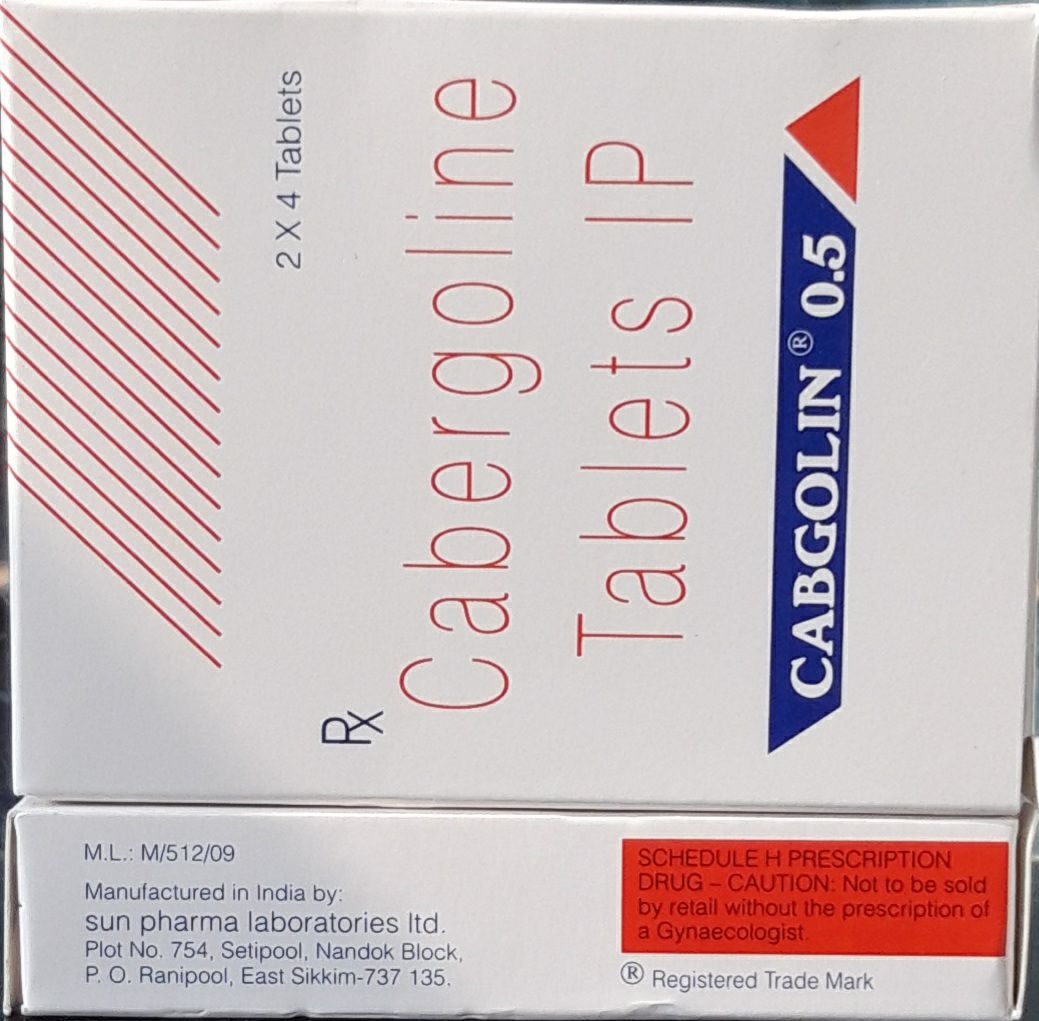 2 X 4 Tablets
Rx
Cabergoline
Tablets IP
CABGOLIN® 0.5
M.L.: M/512/09
Manufactured in India by:
sun pharma laboratories ltd.
Plot No. 754, Setipool, Nandok Block,
P. O. Ranipool, East Sikkim-737 135.
SCHEDULE H PRESCRIPTION
DRUG – CAUTION: Not to be sold
by retail without the prescription of
a Gynaecologist.
® Registered Trade Mark